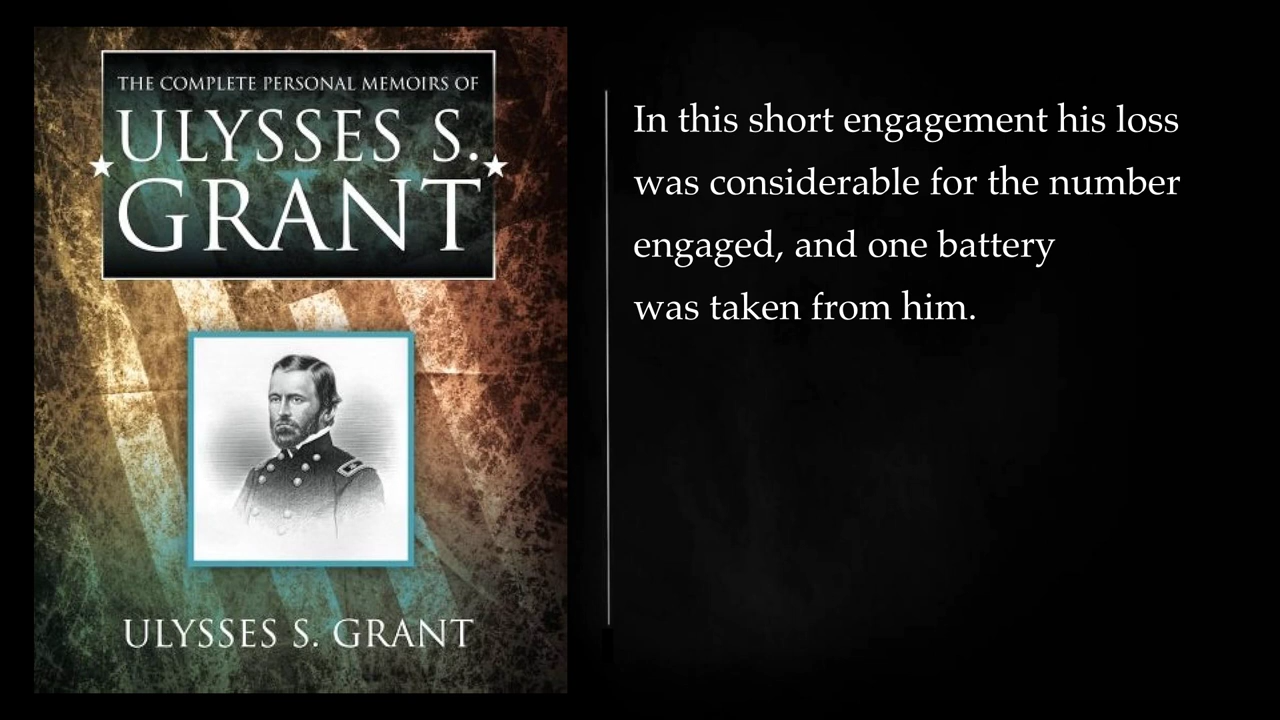 THE COMPLETE PERSONAL MEMOIRS OF
ULYSSES S.
GRANT
ULYSSES S. GRANT
In this short engagement his loss
was considerable for the number
engaged, and one battery
was taken from him.